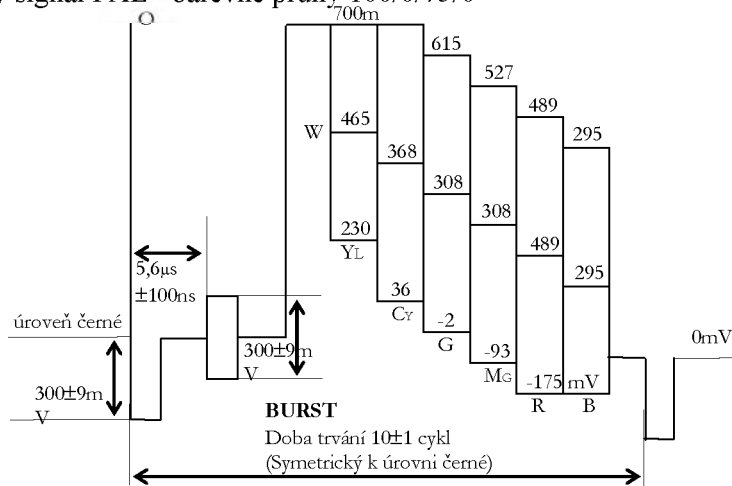 signál PAL barevné pruhy 100/0/75/0
700m
615
527
489
295
W
465
368
308
308
489
295
230
YL
36
CY
-2
G
-93
MG
-175 mV
R B
0mV
5,6µs
±100ns
úroveň černé
300±9m
V
300±9m
V
BURST
Doba trvání 10±1 cykl
(Symetrický k úrovni černé)